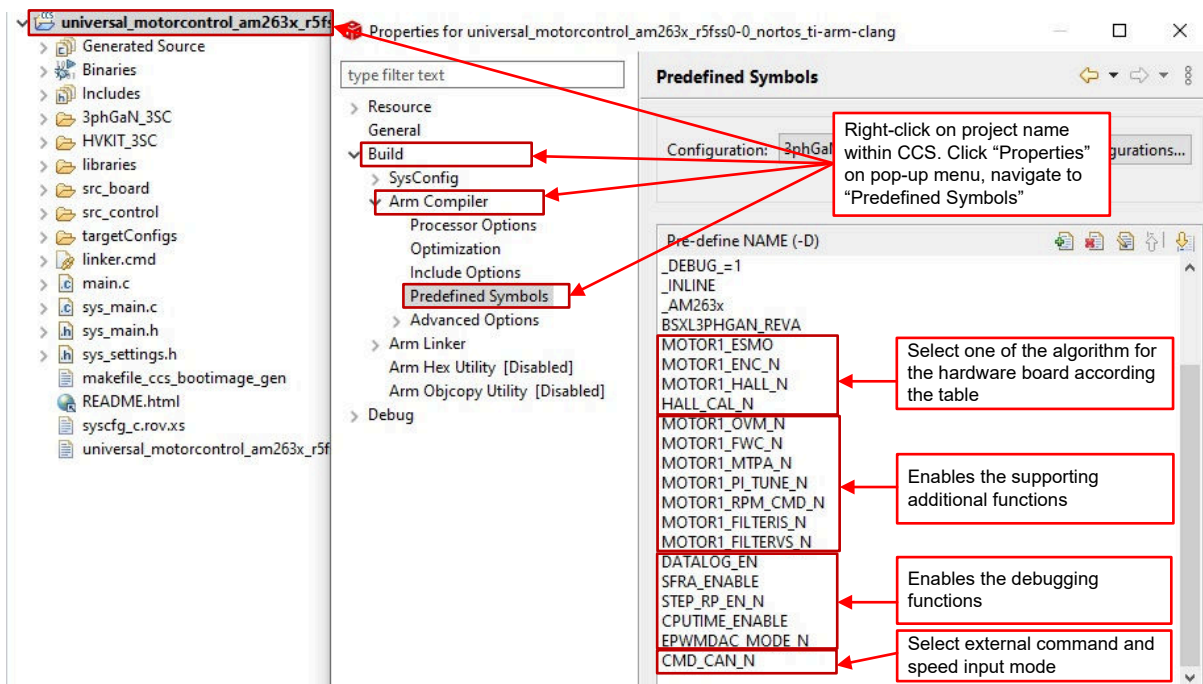 universal_motorcontrol_am263x_r5fs
Generated Source
Binaries
Includes
3phGaN_3SC
HVKIT_3SC
libraries
src_board
src_control
targetConfigs
linker.cmd
main.c
sys_main.c
sys_main.h
sys_settings.h
makefile_ccs_bootimage_gen
README.html
syscfg_c.rov.xs
universal_motorcontrol_am263x_r5f
Properties for universal_motorcontrol_am263x_r5fss0-0_nortos_ti-arm-clang
type filter text
Resource
General
Build
SysConfig
Arm Compiler
Processor Options
Optimization
Include Options
Predefined Symbols
Advanced Options
Arm Linker
Arm Hex Utility [Disabled]
Arm Objcopy Utility [Disabled]
Debug
Predefined Symbols
Configuration: 3phGa
gurations...
Right-click on project name
within CCS. Click “Properties”
on pop-up menu, navigate to
“Predefined Symbols”
Pre-define NAME (-D)
_DEBUG_=1
_INLINE
_AM263x
BSXL3PHGAN_REVA
MOTOR1_ESMO
MOTOR1_ENC_N
MOTOR1_HALL_N
HALL_CAL_N
MOTOR1_OVM_N
MOTOR1_FWC_N
MOTOR1_MTPA_N
MOTOR1_PI_TUNE_N
MOTOR1_RPM_CMD_N
MOTOR1_FILTERIS_N
MOTOR1_FILTERVS_N
DATALOG_EN
SFRA_ENABLE
STEP_RP_EN_N
CPUTIME_ENABLE
EPWMDAC_MODE_N
CMD_CAN_N
Select one of the algorithm for
the hardware board according
the table
Enables the supporting
additional functions
Enables the debugging
functions
Select external command and
speed input mode